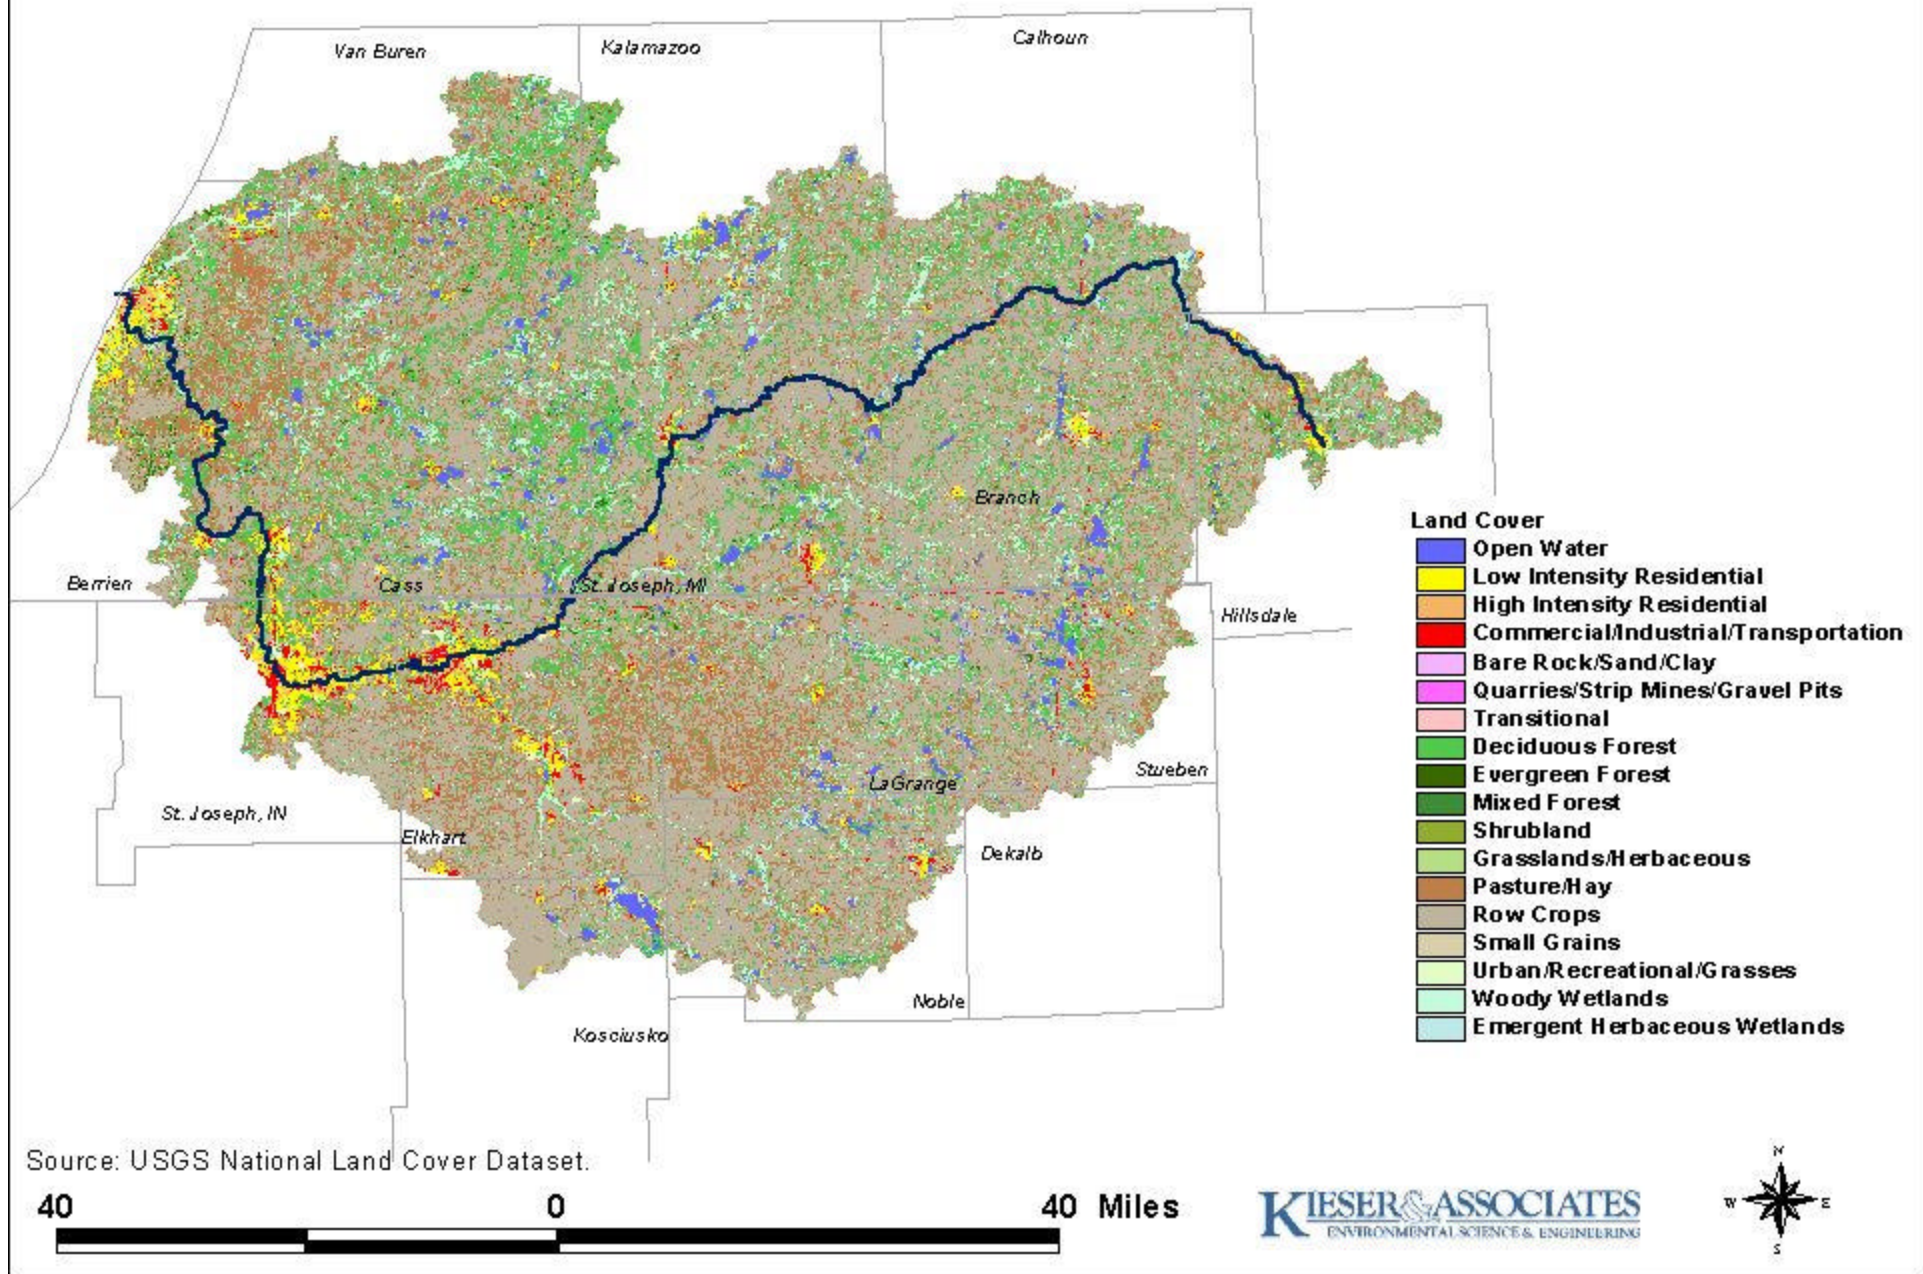 Van Buren
Kalamazoo
Calhoun
Branch
Berrien
Cass
St. Joseph, MI
Hillsdale
Stueben
LaGrange
St. Joseph, IN
Elkhart
Dekalb
Noble
Kosciusko
Land Cover
Open Water
Low Intensity Residential
High Intensity Residential
Commercial/Industrial/Transportation
Bare Rock/Sand/Clay
Quarries/Strip Mines/Gravel Pits
Transitional
Deciduous Forest
Evergreen Forest
Mixed Forest
Shrubland
Grasslands/Herbaceous
Pasture/Hay
Row Crops
Small Grains
Urban/Recreational/Grasses
Woody Wetlands
Emergent Herbaceous Wetlands
Source: USGS National Land Cover Dataset.
40 0 40 Miles
KIESER & ASSOCIATES
ENVIRONMENTAL SCIENCE & ENGINEERING
N
W E
S